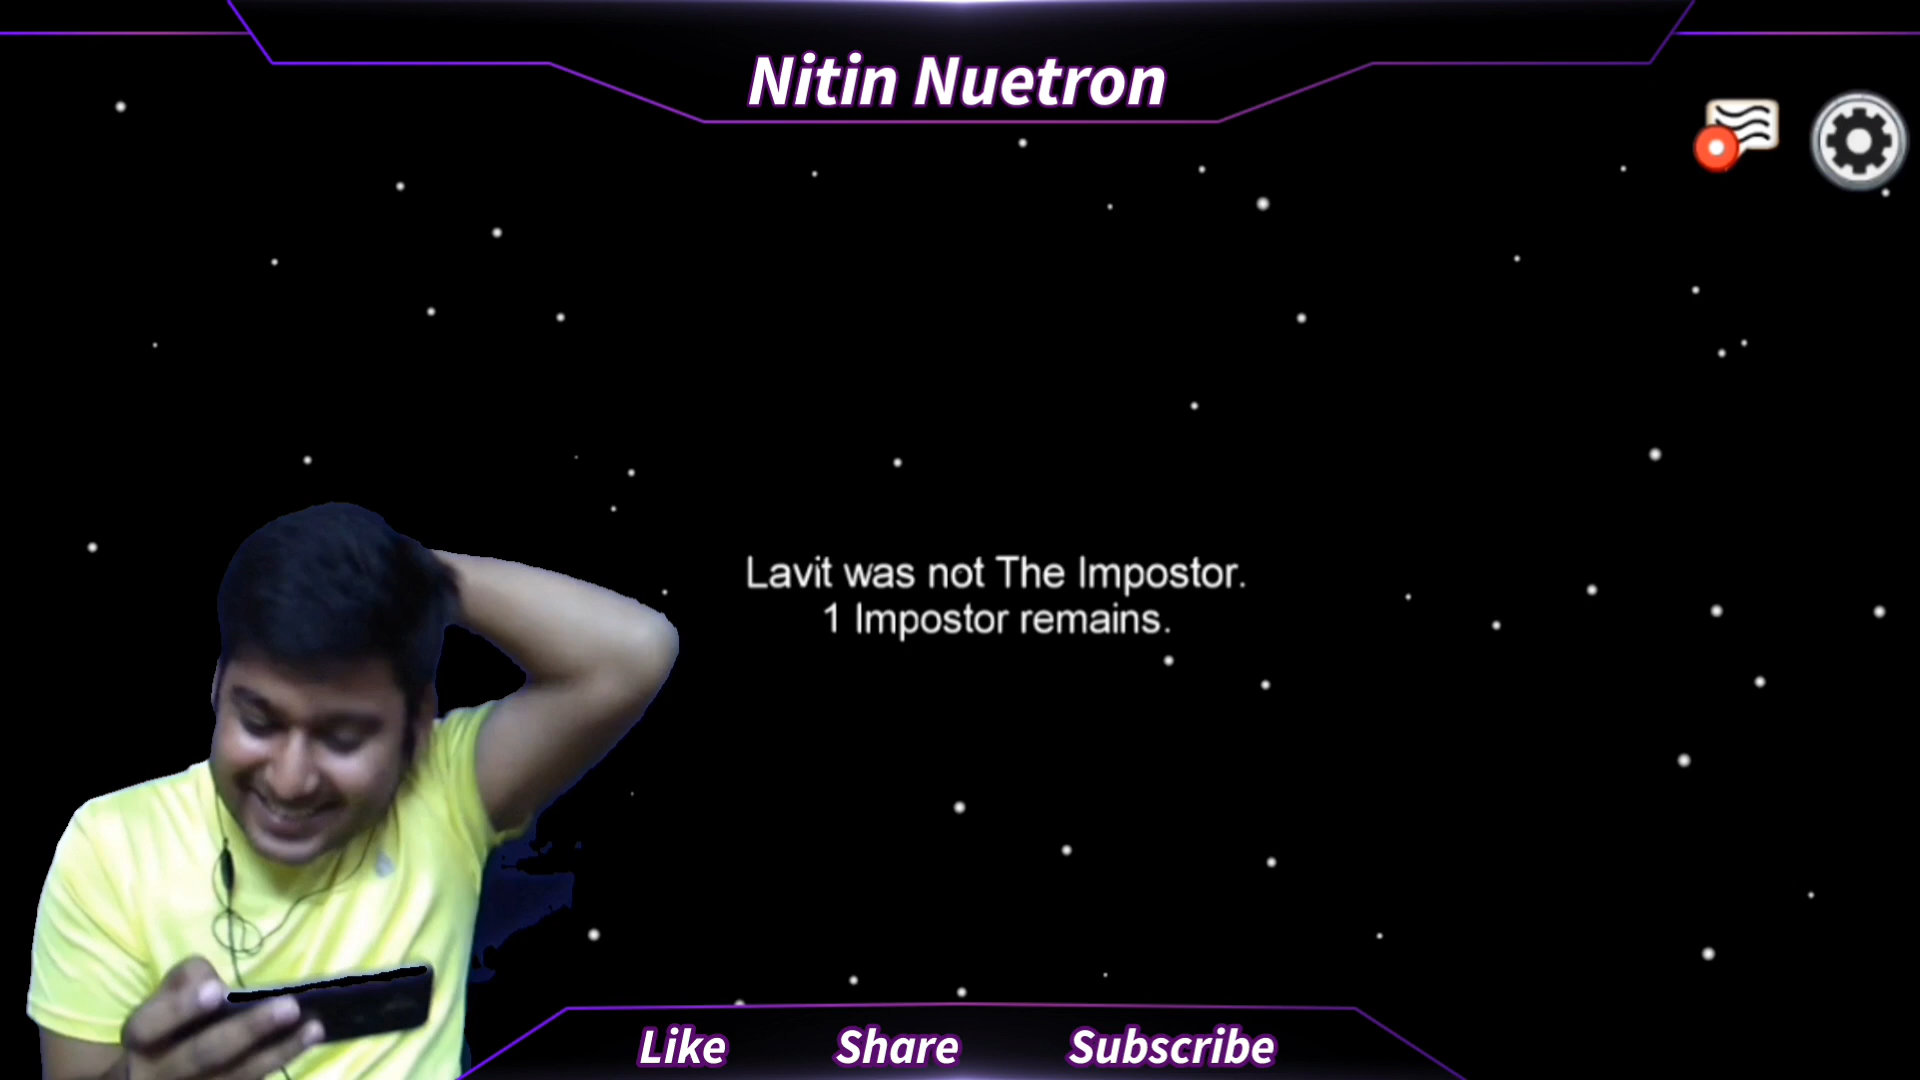 Nitin Nuetron
Lavit was not The Impostor.
1 Impostor remains.
Like Share Subscribe